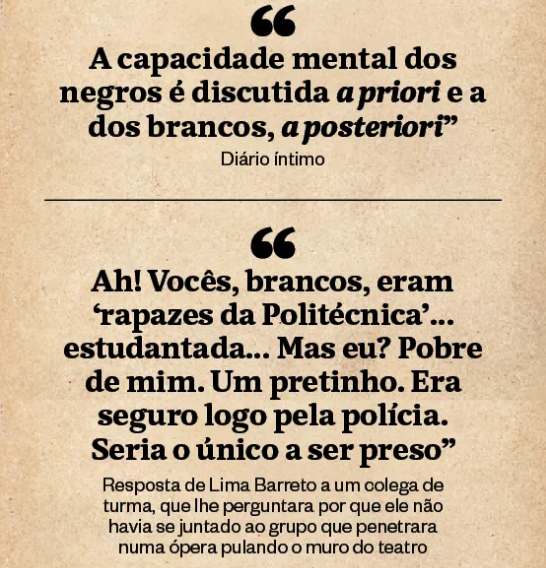 “
A capacidade mental dos
negros é discutida a priori e a
dos brancos, a posteriori”
Diário íntimo
“
Ah! Vocês, brancos, eram
‘rapazes da Politécnica’...
estudantada... Mas eu? Pobre
de mim. Um pretinho. Era
seguro logo pela polícia.
Seria o único a ser preso”
Resposta de Lima Barreto a um colega de
turma, que lhe perguntara por que ele não
havia se juntado ao grupo que penetrara
numa ópera pulando o muro do teatro